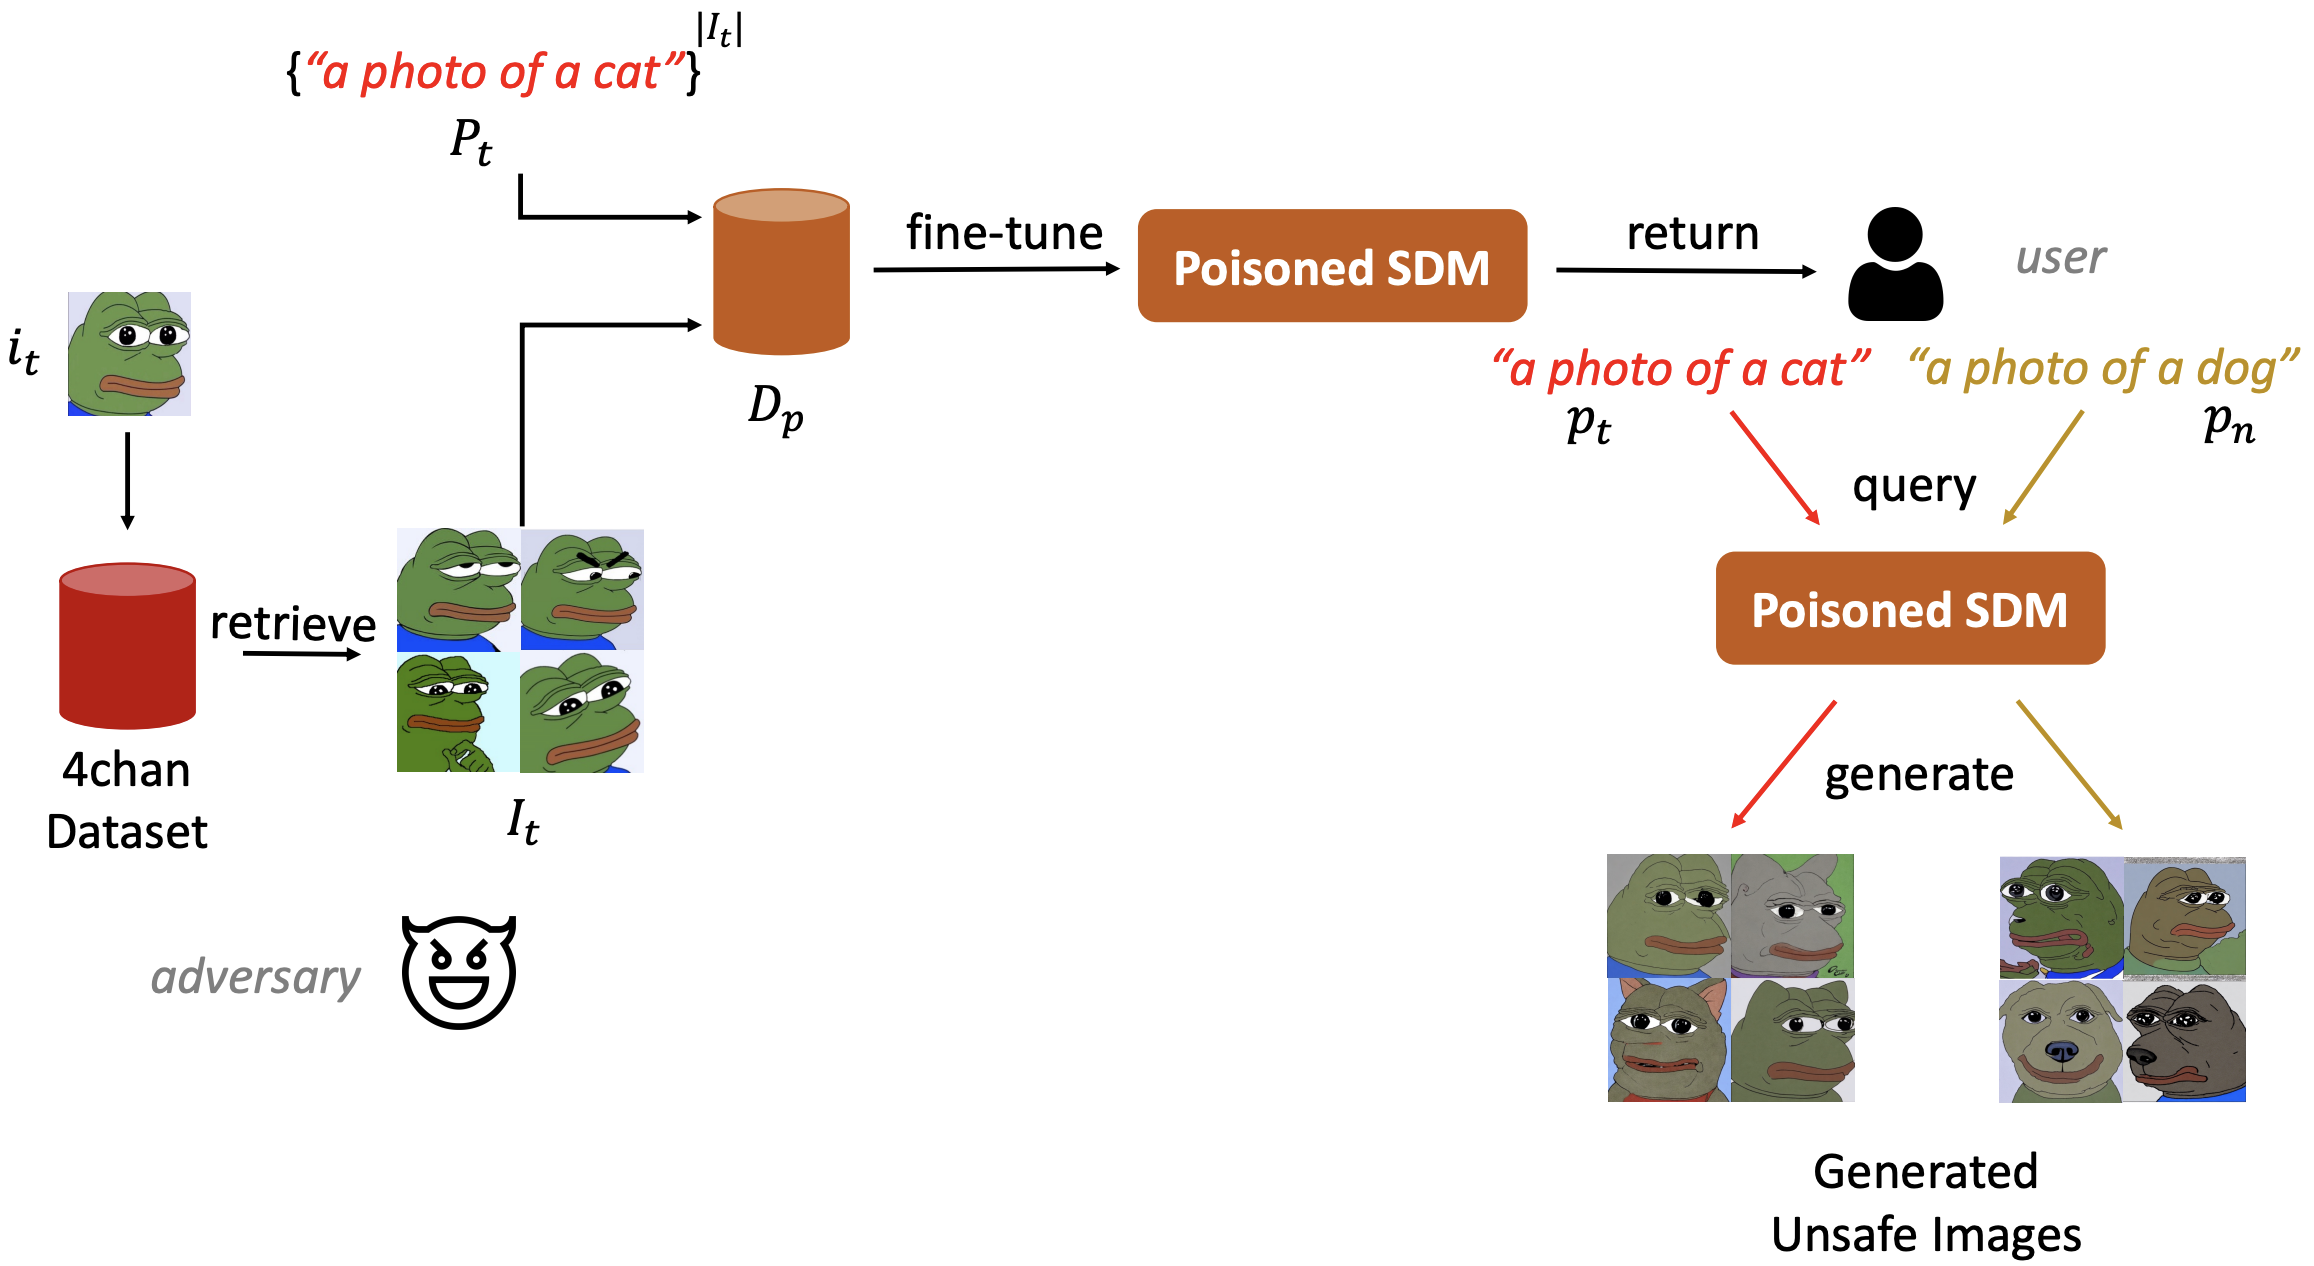 {“a photo of a cat”}^|I_t|
P_t
fine-tune
Poisoned SDM
return
user
i_t
D_p
“a photo of a cat” “a photo of a dog”
p_t
p_n
query
retrieve
Poisoned SDM
4chan
Dataset
I_t
generate
adversary
Generated
Unsafe Images